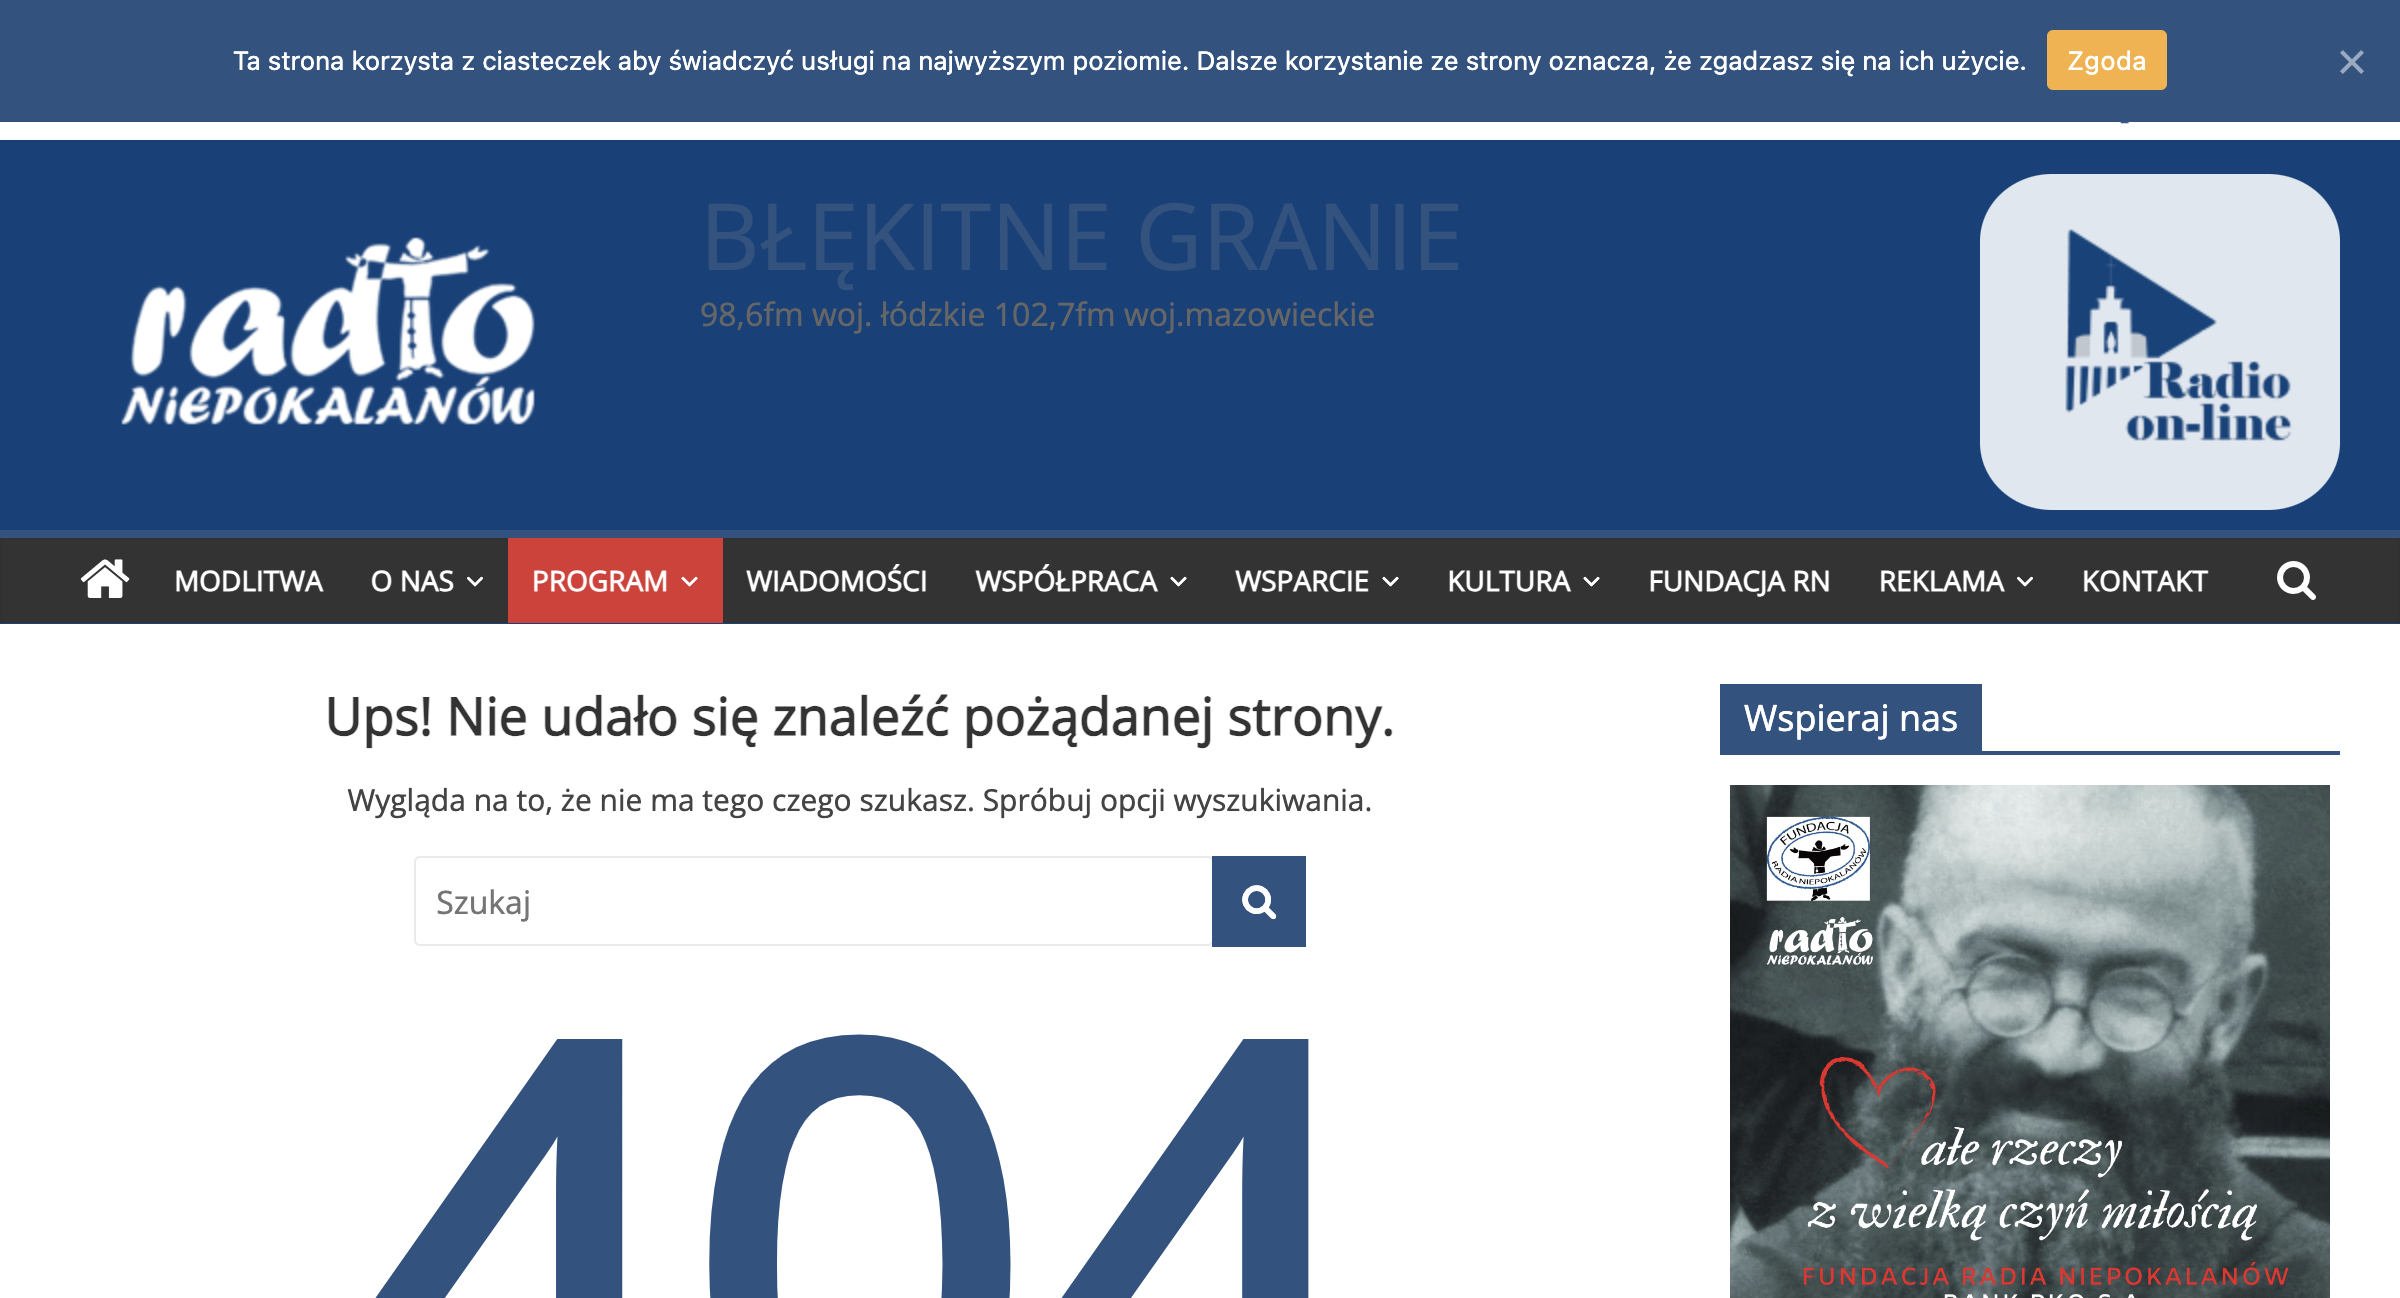 Ta strona korzysta z ciasteczek aby świadczyć usługi na najwyższym poziomie. Dalsze korzystanie ze strony oznacza, że zgadzasz się na ich użycie.
Zgoda
radio
NiEPOKALANÓW
BŁĘKITNE GRANIE
98,6fm woj. łódzkie 102,7fm woj.mazowieckie
Radio
on-line
MODLITWA O NAS PROGRAM WIADOMOŚCI WSPÓŁPRACA WSPARCIE KULTURA FUNDACJA RN REKLAMA KONTAKT
Ups! Nie udało się znaleźć pożądanej strony.
Wygląda na to, że nie ma tego czego szukasz. Spróbuj opcji wyszukiwania.
Szukaj
404
Wspieraj nas
FUNDACJA
RADIA NIEPOKALANÓW
radio
NiEPOKALANÓW
ałe rzeczy
z wielką czyń miłością
FUNDACJA RADIA NIEPOKALANÓW
BANK PKO S.A.